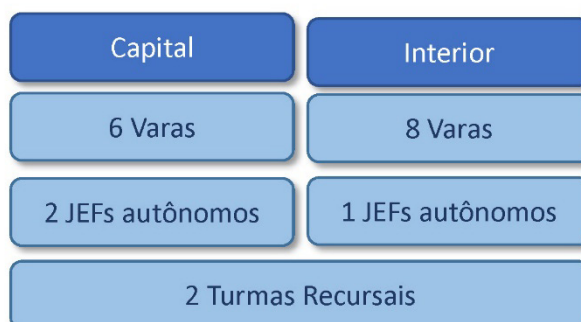 Capital
Interior
6 Varas
8 Varas
2 JEFs autônomos
1 JEFs autônomos
2 Turmas Recursais